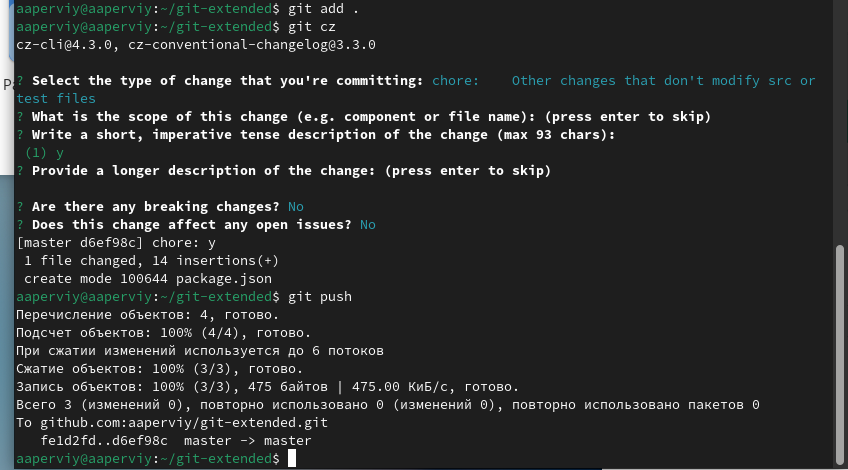 aaperviy@aaperviy:~/git-extended$ git add .
aaperviy@aaperviy:~/git-extended$ git cz
cz-cli@4.3.0, cz-conventional-changelog@3.3.0
? Select the type of change that you're committing: chore:    Other changes that don't modify src or
test files
? What is the scope of this change (e.g. component or file name): (press enter to skip)
? Write a short, imperative tense description of the change (max 93 chars):
(1) y
? Provide a longer description of the change: (press enter to skip)
? Are there any breaking changes? No
? Does this change affect any open issues? No
[master d6ef98c] chore: y
1 file changed, 14 insertions(+)
create mode 100644 package.json
aaperviy@aaperviy:~/git-extended$ git push
Перечисление объектов: 4, готово.
Подсчет объектов: 100% (4/4), готово.
При сжатии изменений используется до 6 потоков
Сжатие объектов: 100% (3/3), готово.
Запись объектов: 100% (3/3), 475 байтов | 475.00 КиБ/с, готово.
Всего 3 (изменений 0), повторно использовано 0 (изменений 0), повторно использовано пакетов 0
To github.com:aaperviy/git-extended.git
fe1d2fd..d6ef98c  master -> master
aaperviy@aaperviy:~/git-extended$